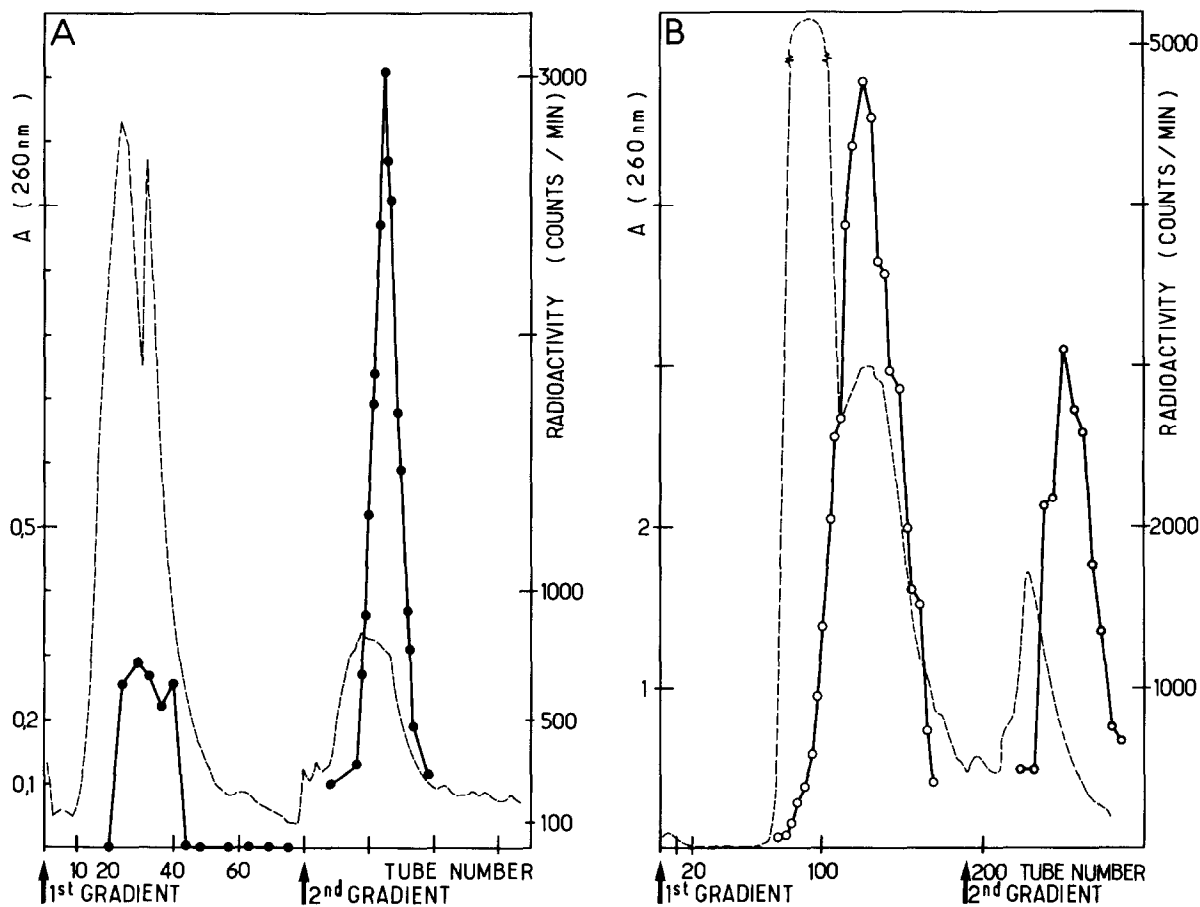 A
A (260 nm)
0,5
0,2
0,1
10 20 40 60 TUBE NUMBER
1st GRADIENT 2nd GRADIENT
3000
1000
500
100
RADIOACTIVITY (COUNTS / MIN)
B
A (260 nm)
2
1
20 100 200 TUBE NUMBER
1st GRADIENT 2nd GRADIENT
5000
2000
1000
RADIOACTIVITY (COUNTS / MIN)